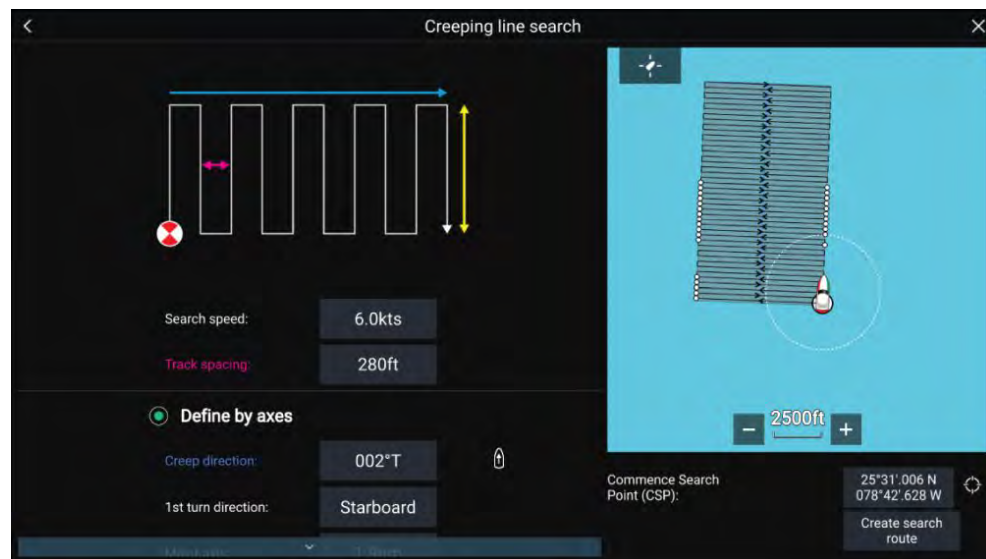 Creeping line search
Search speed:
6.0kts
Track spacing:
280ft
Define by axes
Creep direction:
002°T
1st turn direction:
Starboard
2500ft
Commence Search
Point (CSP):
25°31'.006 N
078°42'.628 W
Create search
route